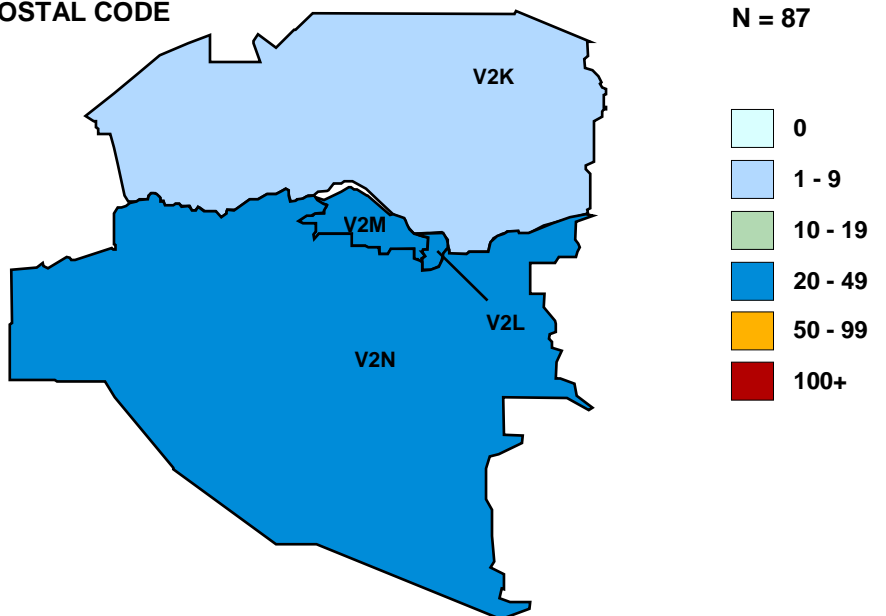 OSTAL CODE
N = 87
V2K
0
1 - 9
V2M
10 - 19
20 - 49
V2L
50 - 99
V2N
100+